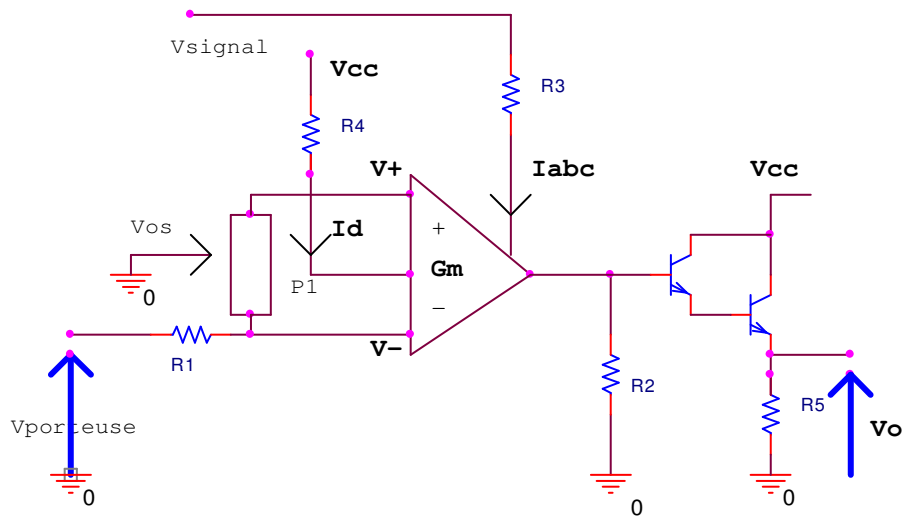 Vsignal
Vcc
R3
R4
V+
Iabc
Vcc
Vos
Id
+
Gm
P1
0
−
V−
R1
R2
R5
Vo
Vporteuse
0
0
0